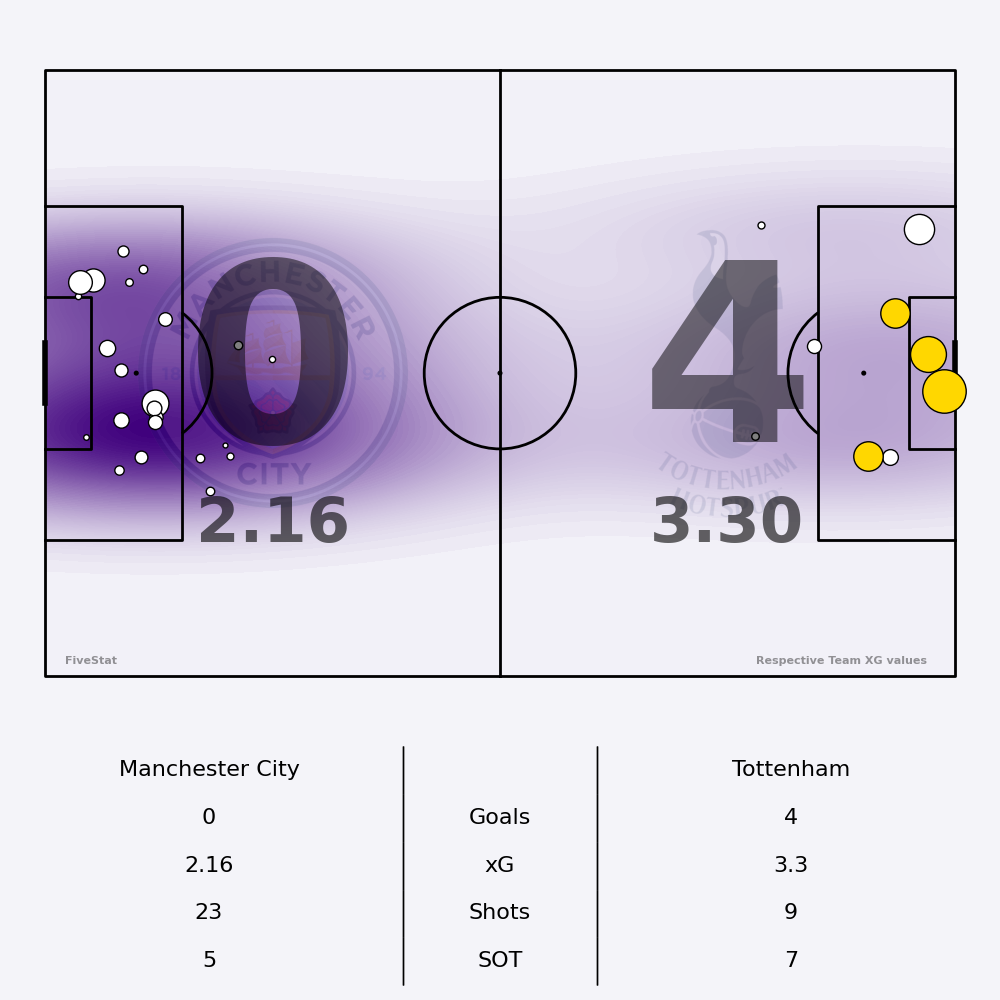 MANCHESTER
0
4
18
94
CITY
TOTTENHAM
HOTSPUR
2.16
3.30
FiveStat
Respective Team XG values
Manchester City
Tottenham
0
Goals
4
2.16
xG
3.3
23
Shots
9
5
SOT
7